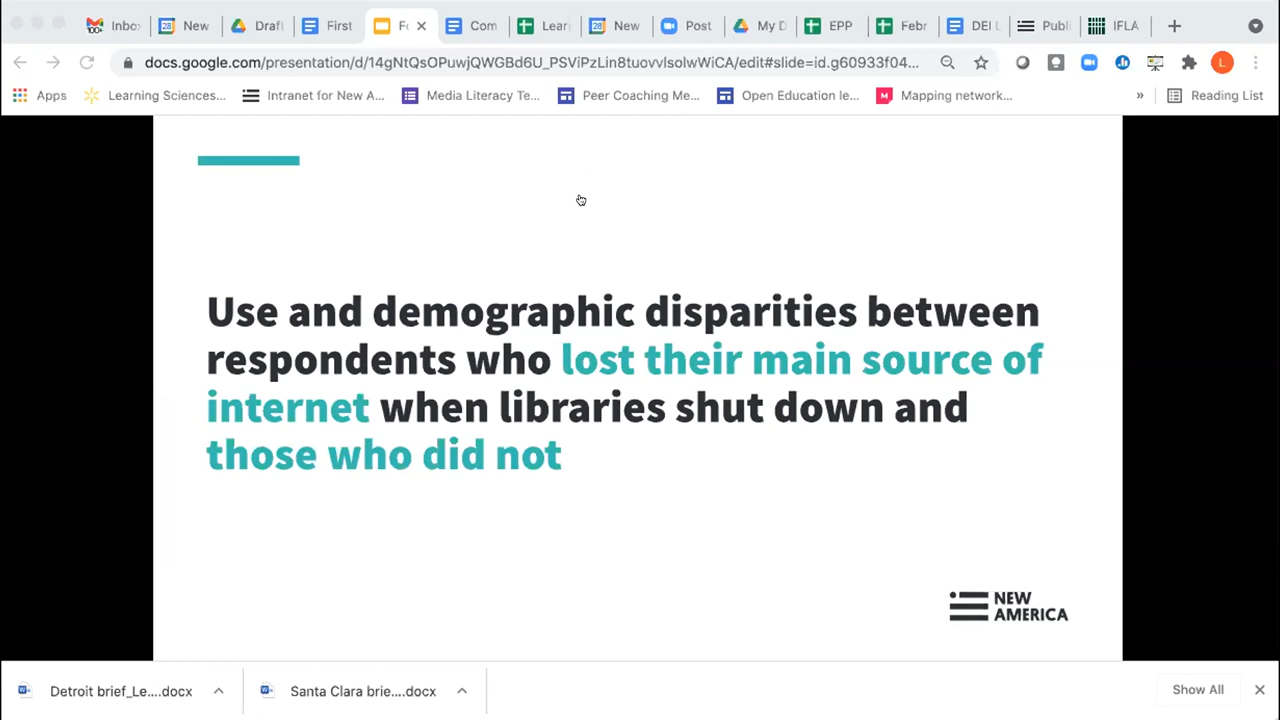 Inbo 100+ New Draf First Fo Com Lear New Post My D EPP Febr DEI L Publ IFLA
docs.google.com/presentation/d/14gNtQsOPuwjQWGBd6U_PSViPzLin8tuovvlsolwWiCA/edit#slide=id.g60933f04... L
Apps Learning Sciences... Intranet for New A... Media Literacy Te... Peer Coaching Me... Open Education le... Mapping network... » Reading List
Use and demographic disparities between
respondents who lost their main source of
internet when libraries shut down and
those who did not
NEW
AMERICA
Detroit brief_Le....docx Santa Clara brie....docx Show All